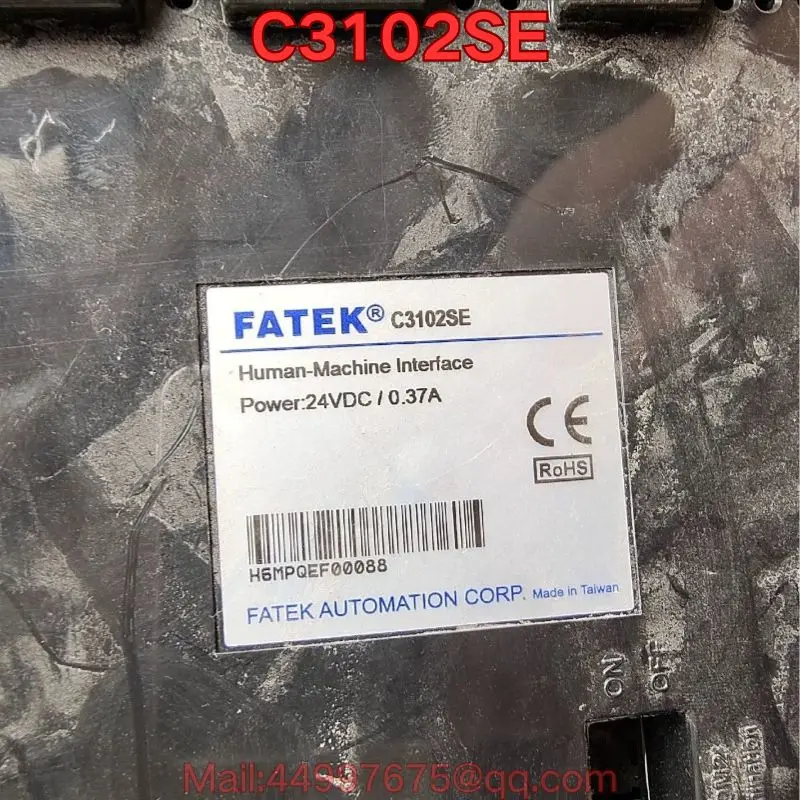 C3102SE
FATEK® C3102SE
Human-Machine Interface
Power:24VDC / 0.37A
CE
RoHS
H6MPQEF00088
FATEK AUTOMATION CORP. Made in Taiwan
ON
OFF
Mail:44997675@qq.com